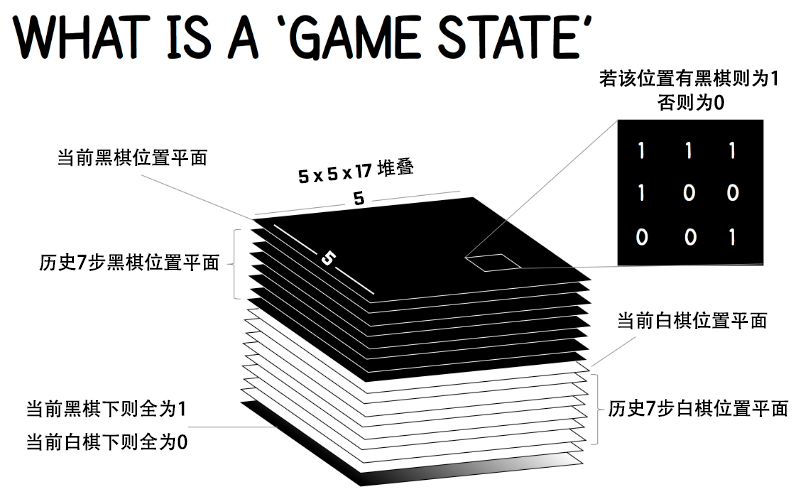 WHAT IS A ‘GAME STATE’
若该位置有黑棋则为1
否则为0
当前黑棋位置平面
5 x 5 x 17 堆叠
5
1 1 1
1 0 0
0 0 1
历史7步黑棋位置平面
5
当前白棋位置平面
当前黑棋下则全为1
当前白棋下则全为0
历史7步白棋位置平面